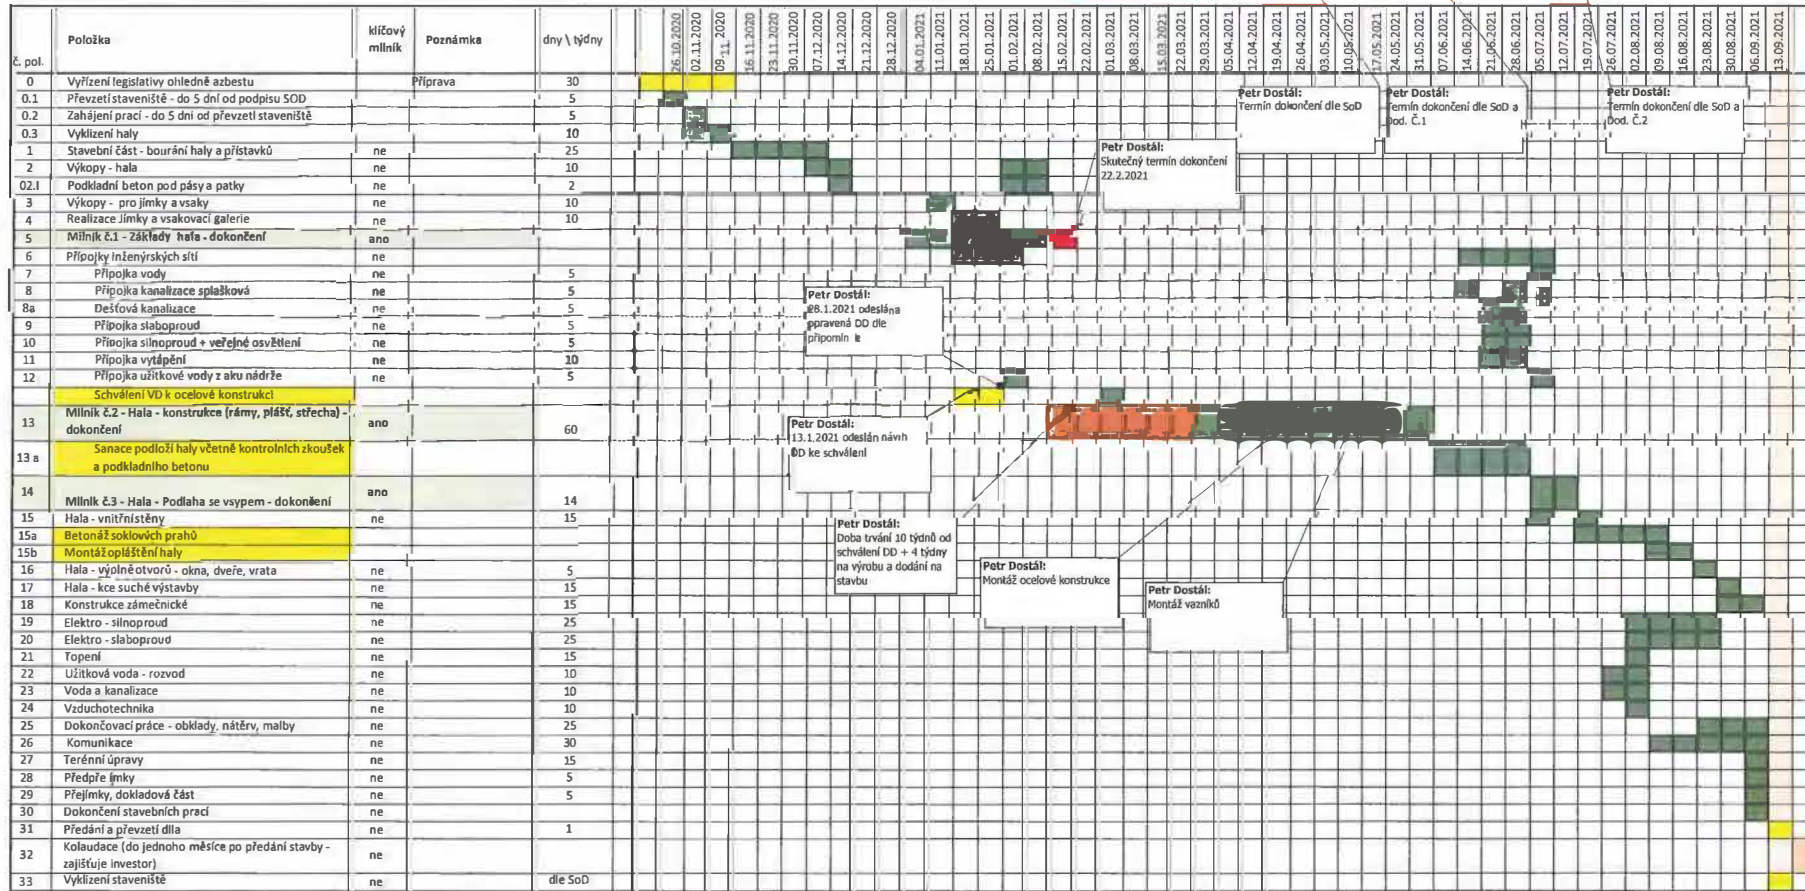 č. pol. Položka klíčový milník Poznámka dny \ týdny 26.10.2020 02.11.2020 09.11.2020 16.11.2020 23.11.2020 30.11.2020 07.12.2020 14.12.2020 21.12.2020 28.12.2020 04.01.2021 11.01.2021 18.01.2021 25.01.2021 01.02.2021 08.02.2021 15.02.2021 22.02.2021 01.03.2021 08.03.2021 15.03.2021 22.03.2021 29.03.2021 05.04.2021 12.04.2021 19.04.2021 26.04.2021 03.05.2021 10.05.2021 17.05.2021 24.05.2021 31.05.2021 07.06.2021 14.06.2021 21.06.2021 28.06.2021 05.07.2021 12.07.2021 19.07.2021 26.07.2021 02.08.2021 09.08.2021 16.08.2021 23.08.2021 30.08.2021 06.09.2021 13.09.2021
0 Vyřízení legislativy ohledně azbestu Příprava 30
0.1 Převzetí staveniště - do 5 dní od podpisu SOD 5
0.2 Zahájení prací - do 5 dni od převzetí staveniště 5
0.3 Vyklizení haly 10
1 Stavební část - bourání haly a přístavků ne 25
2 Výkopy - hala ne 10
02.I Podkladní beton pod pásy a patky ne 2
3 Výkopy - pro jímky a vsaky ne 10
4 Realizace Jímky a vsakovací galerie ne 10
5 Milník č.1 - Základy hala - dokončení ano
6 Přípojky inženýrských sítí ne
7 Přípojka vody ne 5
8 Přípojka kanalizace splašková ne 5
8a Dešťová kanalizace ne 5
9 Přípojka slaboproud ne 5
10 Přípojka silnoproud + veřejné osvětlení ne 5
11 Přípojka vytápění ne 10
12 Přípojka užitkové vody z aku nádrže ne 5
Schválení VD k ocelové konstrukci
13 Milník č.2 - Hala - konstrukce (rámy, plášť, střecha) -
dokončení ano 60
13 a Sanace podloží haly včetně kontrolních zkoušek
a podkladního betonu
14 Milník č.3 - Hala - Podlaha se vsypem - dokončení ano 14
15 Hala - vnitřnístěny ne 15
15a Betonáž soklových prahů
15b Montážopláštění haly
16 Hala - výplněotvorů - okna, dveře, vrata ne 5
17 Hala - kce suché výstavby ne 15
18 Konstrukce zámečnické ne 15
19 Elektro - silnoproud ne 25
20 Elektro - slaboproud ne 25
21 Topení ne 15
22 Užitková voda - rozvod ne 10
23 Voda a kanalizace ne 10
24 Vzduchotechnika ne 10
25 Dokončovací práce - obklady, nátěrv, malby ne 25
26 Komunikace ne 30
27 Terénní úpravy ne 15
28 Předpře ímky ne 5
29 Přejímky, dokladová část ne 5
30 Dokončení stavebních prací ne
31 Předání a převzetí díla ne 1
32 Kolaudace (do jednoho měsíce po předání stavby -
zajišťuje investor) ne
33 Vyklizení staveniště ne dle SoD
Petr Dostál:
Termín dokončení dle SoD
Petr Dostál:
Termín dokončení dle SoD a
Dod. Č.1
Petr Dostál:
Termín dokončení dle SoD a
Dod. Č.2
Petr Dostál:
Skutečný termín dokončení
22.2.2021
Petr Dostál:
28.1.2021 odeslána
opravená DD dle
připomín
Petr Dostál:
13.1.2021 odeslán návrh
DD ke schválení
Petr Dostál:
Doba trvání 10 týdnů od
schválení DD + 4 týdny
na výrobu a dodání na
stavbu
Petr Dostál:
Montáž ocelové konstrukce
Petr Dostál:
Montáž vazníků